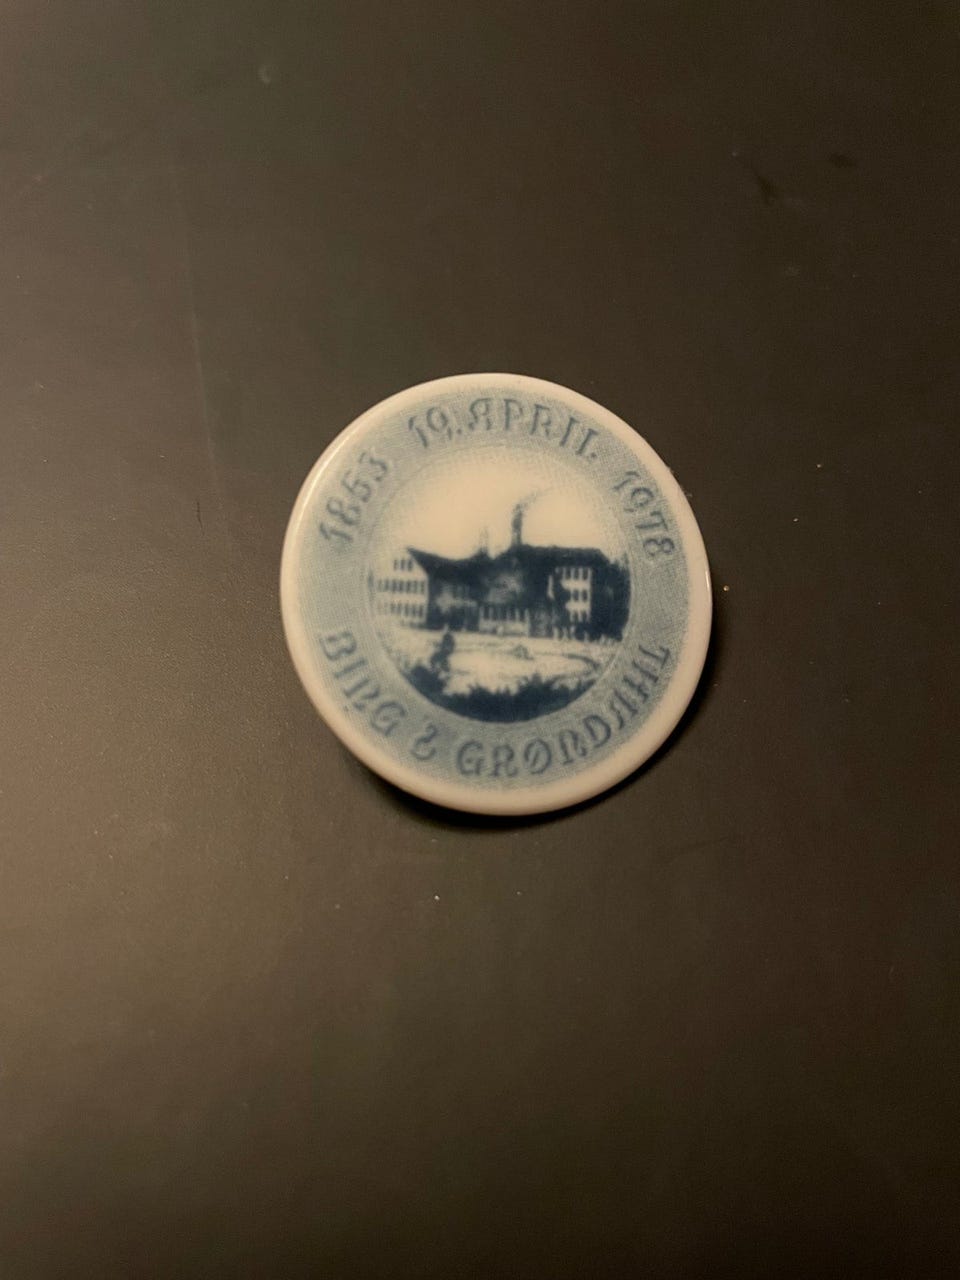 1853 19. APRIL. 1978
BING & GRØNDAHL